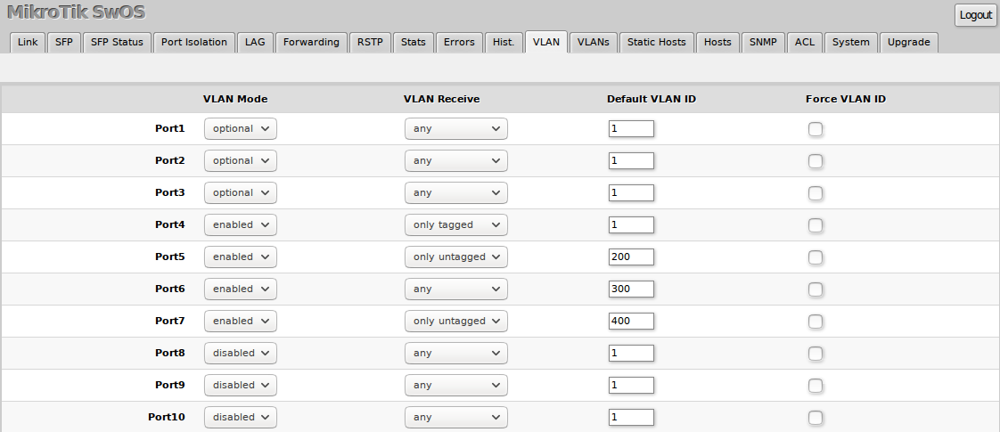 MikroTik SwOS
Logout
Link SFP SFP Status Port Isolation LAG Forwarding RSTP Stats Errors Hist. VLAN VLANs Static Hosts Hosts SNMP ACL System Upgrade
VLAN Mode VLAN Receive Default VLAN ID Force VLAN ID
Port1 optional any 1
Port2 optional any 1
Port3 optional any 1
Port4 enabled only tagged 1
Port5 enabled only untagged 200
Port6 enabled any 300
Port7 enabled only untagged 400
Port8 disabled any 1
Port9 disabled any 1
Port10 disabled any 1